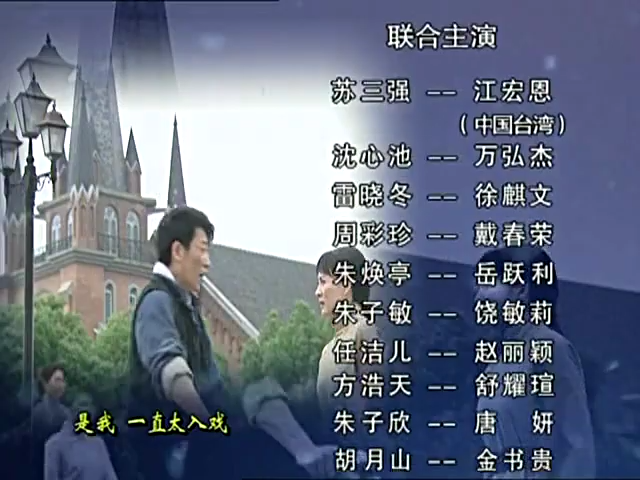 联合主演
苏三强 -- 江宏恩
（中国台湾）
沈心池 -- 万弘杰
雷晓冬 -- 徐麒文
周彩珍 -- 戴春荣
朱焕亭 -- 岳跃利
朱子敏 -- 饶敏莉
任洁儿 -- 赵丽颖
方浩天 -- 舒耀瑄
朱子欣 -- 唐　妍
胡月山 -- 金书贵
是我 一直太入戏